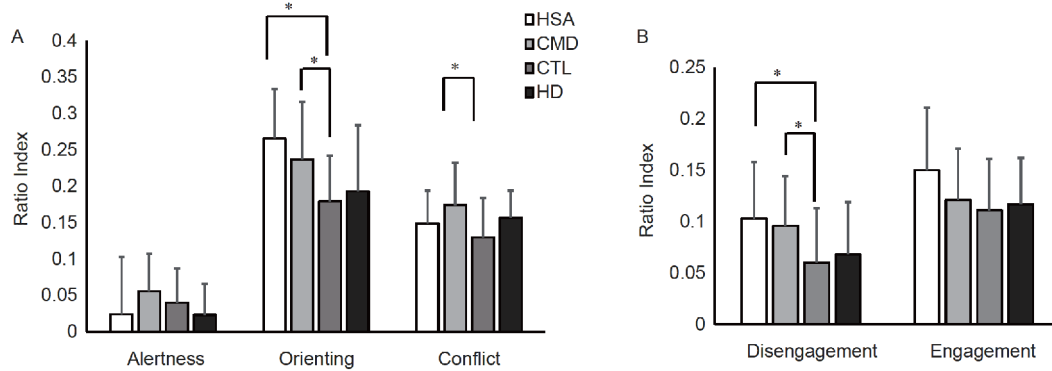 A
HSA
CMD
CTL
HD
Ratio Index
0.4
0.35
0.3
0.25
0.2
0.15
0.1
0.05
0
*
*
*
Alertness
Orienting
Conflict
B
Ratio Index
0.25
0.2
0.15
0.1
0.05
0
*
*
Disengagement
Engagement